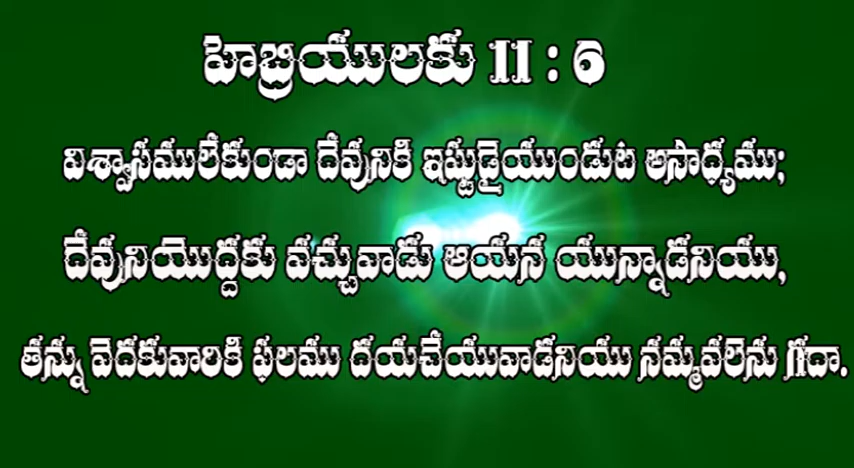 హెబ్రియులకు 11 : 6
విశ్వాసములేకుండా దేవునికి ఇష్టుడైయుండుట అసాధ్యము;
దేవునియొద్దకు వచ్చువాడు ఆయన యున్నాడనియు,
తన్ను వెదకువారికి ఫలము దయచేయువాడనియు నమ్మవలెను గదా.